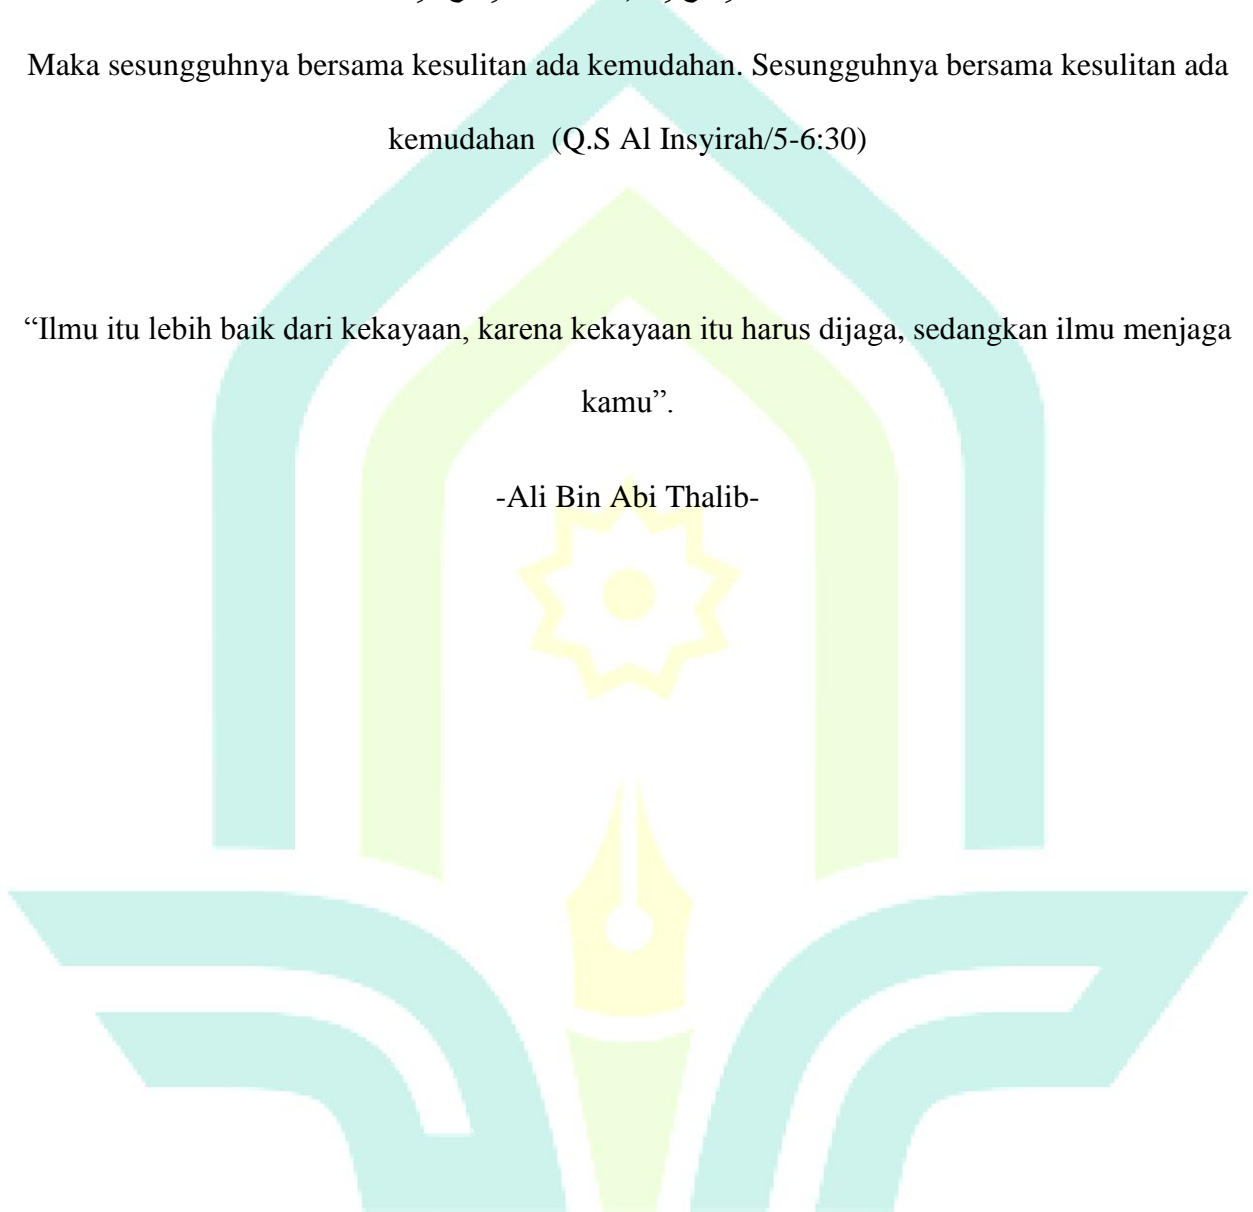 Maka sesungguhnya bersama kesulitan ada kemudahan. Sesungguhnya bersama kesulitan ada
kemudahan  (Q.S Al Insyirah/5-6:30)
“Ilmu itu lebih baik dari kekayaan, karena kekayaan itu harus dijaga, sedangkan ilmu menjaga
kamu”.
-Ali Bin Abi Thalib-